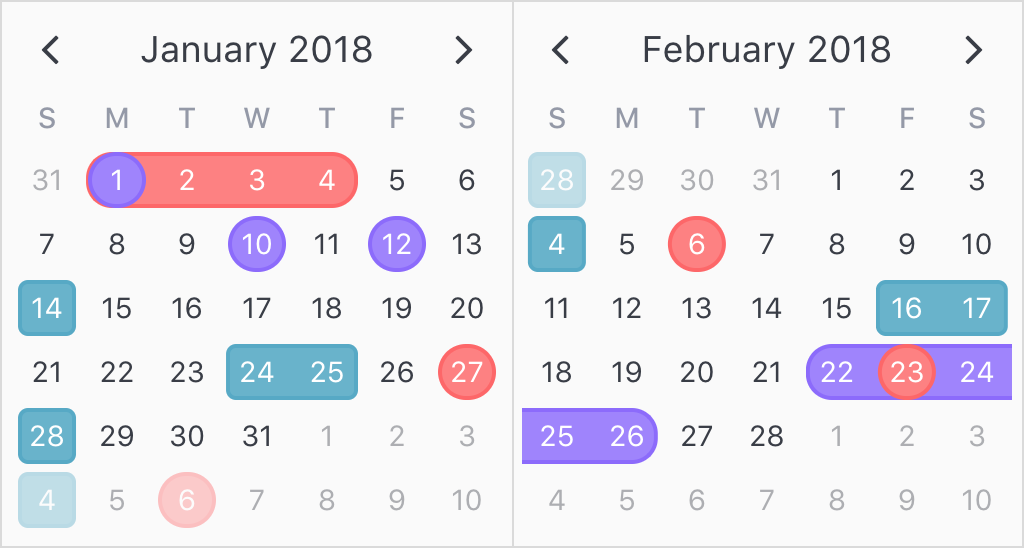 January 2018
S M T W T F S
31 1 2 3 4 5 6
7 8 9 10 11 12 13
14 15 16 17 18 19 20
21 22 23 24 25 26 27
28 29 30 31 1 2 3
4 5 6 7 8 9 10
February 2018
S M T W T F S
28 29 30 31 1 2 3
4 5 6 7 8 9 10
11 12 13 14 15 16 17
18 19 20 21 22 23 24
25 26 27 28 1 2 3
4 5 6 7 8 9 10